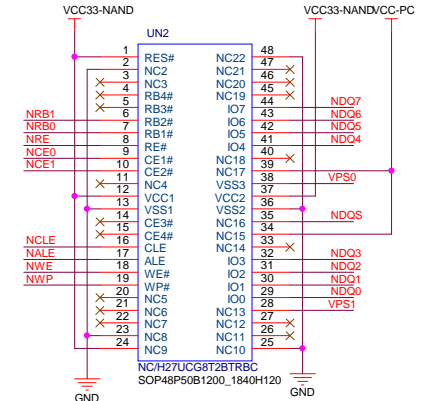 VCC33-NAND VCC33-NAND VCC-PC
UN2
1 RES# NC22 48
2 NC2 NC21 47
3 NC3 NC20 46
4 RB4# NC19 45
5 RB3# IO7 44 NDQ7
NRB1 6 RB2# IO6 43 NDQ6
NRB0 7 RB1# IO5 42 NDQ5
NRE 8 RE# IO4 41 NDQ4
NCE0 9 CE1# NC18 40
NCE1 10 CE2# NC17 39
11 NC4 VSS3 38 VPS0
12 VCC1 VCC2 37
13 VSS1 VSS2 36
14 CE3# NC16 35 NDQS
15 CE4# NC15 34
NCLE 16 CLE NC14 33
NALE 17 ALE IO3 32 NDQ3
NWE 18 WE# IO2 31 NDQ2
NWP 19 WP# IO1 30 NDQ1
20 NC5 IO0 29 NDQ0
21 NC6 NC13 28 VPS1
22 NC7 NC12 27
23 NC8 NC11 26
24 NC9 NC10 25
NC/H27UCG8T2BTRBC
SOP48P50B1200_1840H120
GND GND